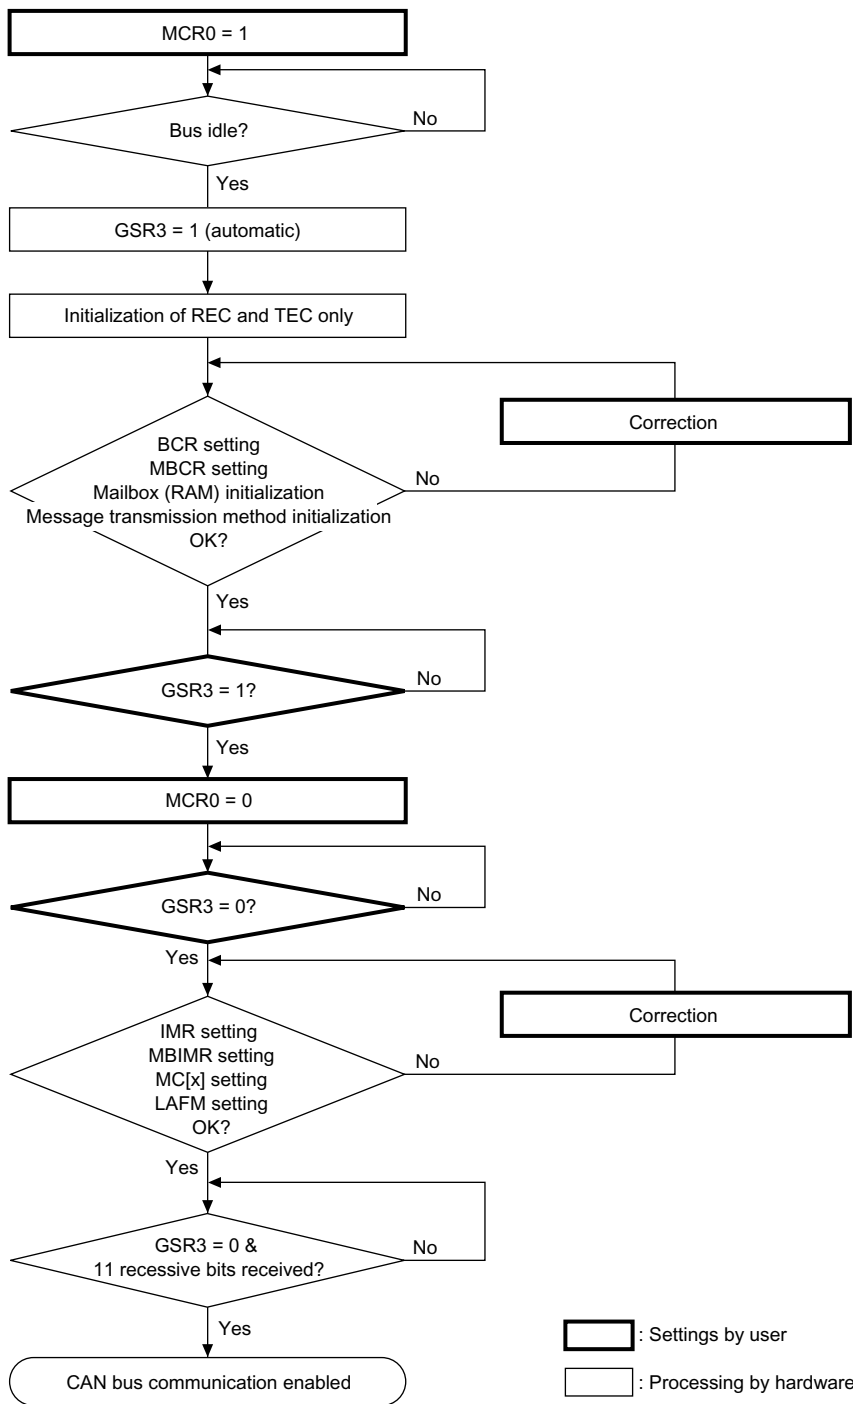 MCR0 = 1
Bus idle?
No
Yes
GSR3 = 1 (automatic)
Initialization of REC and TEC only
Correction
BCR setting
MBCR setting
Mailbox (RAM) initialization
Message transmission method initialization
OK?
No
Yes
GSR3 = 1?
No
Yes
MCR0 = 0
GSR3 = 0?
No
Yes
Correction
IMR setting
MBIMR setting
MC[x] setting
LAFM setting
OK?
No
Yes
GSR3 = 0 &
11 recessive bits received?
No
Yes
CAN bus communication enabled
: Settings by user
: Processing by hardware